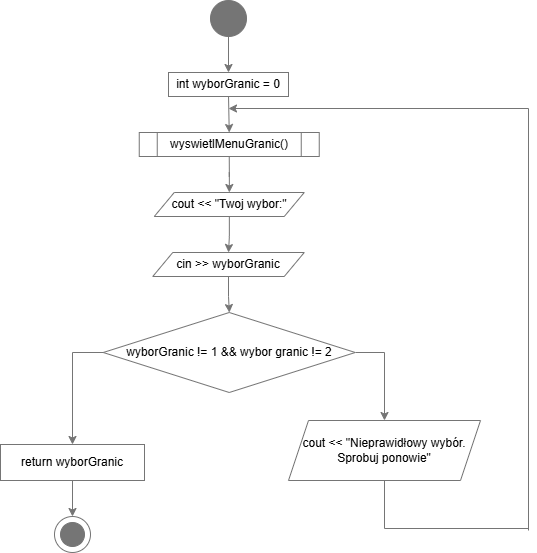 int wyborGranic = 0
wyswietlMenuGranic()
cout << "Twoj wybor:"
cin >> wyborGranic
wyborGranic != 1 && wybor granic != 2
cout << "Nieprawidłowy wybór.
Sprobuj ponowie"
return wyborGranic